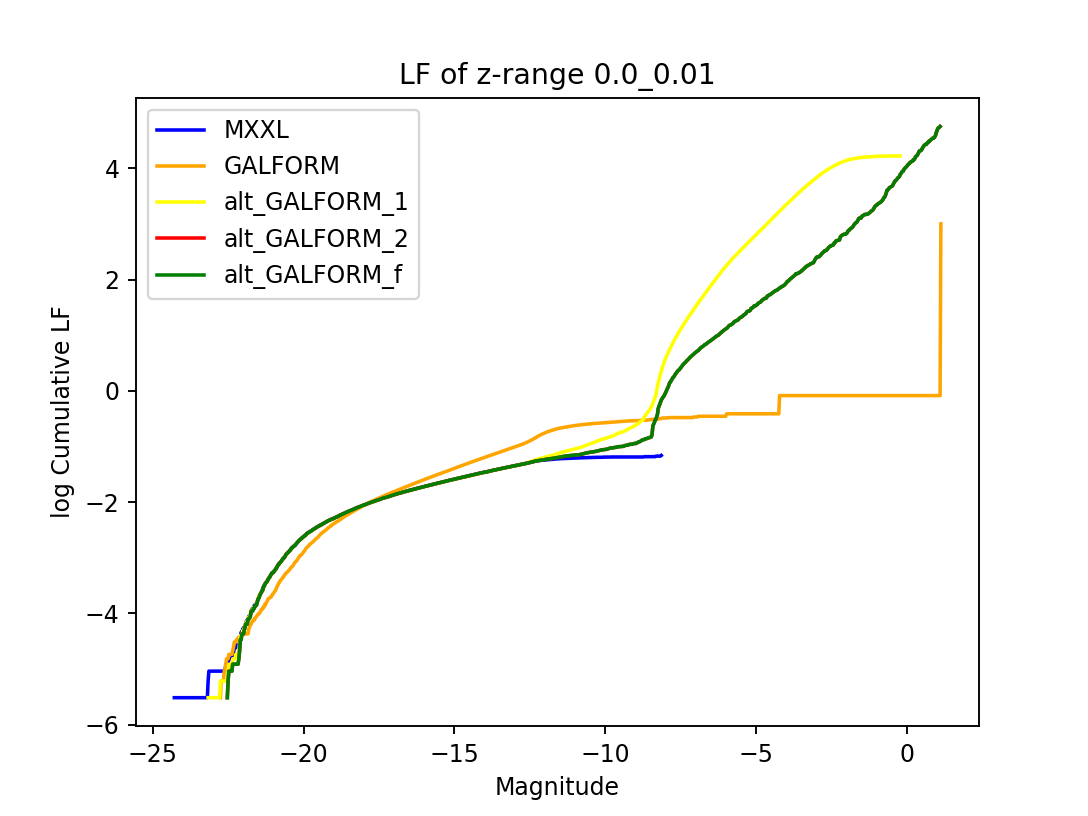 LF of z-range 0.0_0.01
MXXL
GALFORM
alt_GALFORM_1
alt_GALFORM_2
alt_GALFORM_f
log Cumulative LF
4
2
0
−2
−4
−6
−25
−20
−15
−10
−5
0
Magnitude